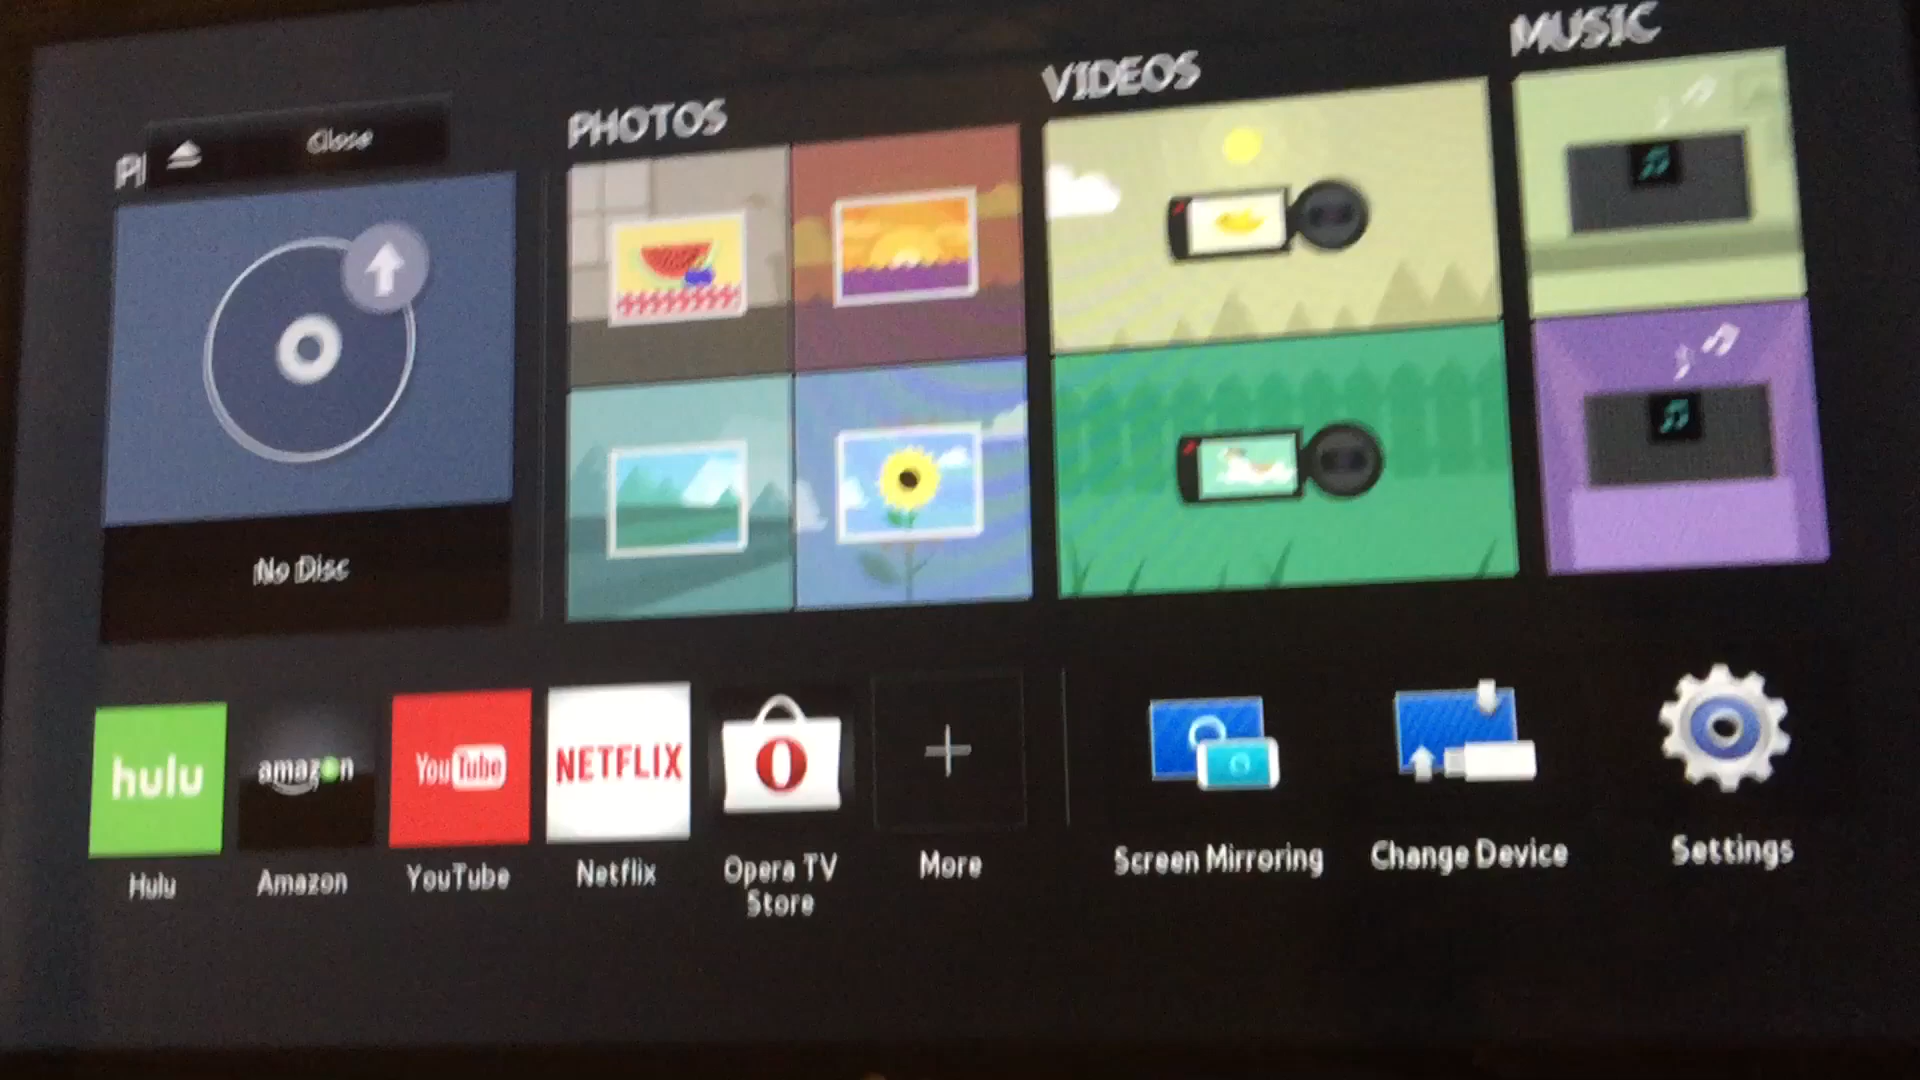 Close
PHOTOS
VIDEOS
MUSIC
No Disc
hulu
amazon
YouTube
NETFLIX
Hulu
Amazon
YouTube
Netflix
Opera TV
Store
More
Screen Mirroring
Change Device
Settings